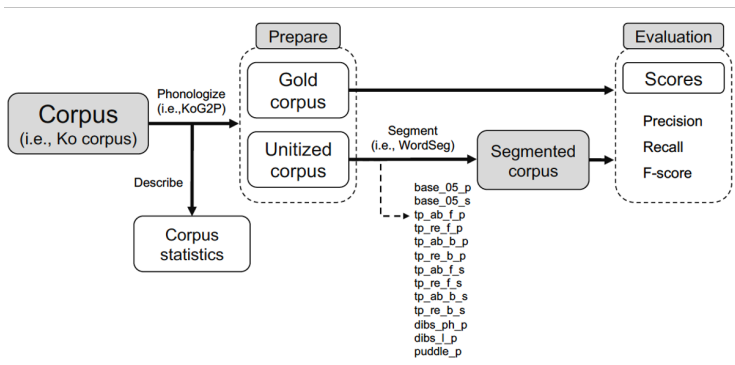 Prepare
Evaluation
Corpus
(i.e., Ko corpus)
Phonologize
(i.e.,KoG2P)
Gold
corpus
Unitized
corpus
Segment
(i.e., WordSeg)
Segmented
corpus
Scores
Precision
Recall
F-score
Describe
Corpus
statistics
base_05_p
base_05_s
tp_ab_f_p
tp_re_f_p
tp_ab_b_p
tp_re_b_p
tp_ab_f_s
tp_re_f_s
tp_ab_b_s
tp_re_b_s
dibs_ph_p
dibs_l_p
puddle_p